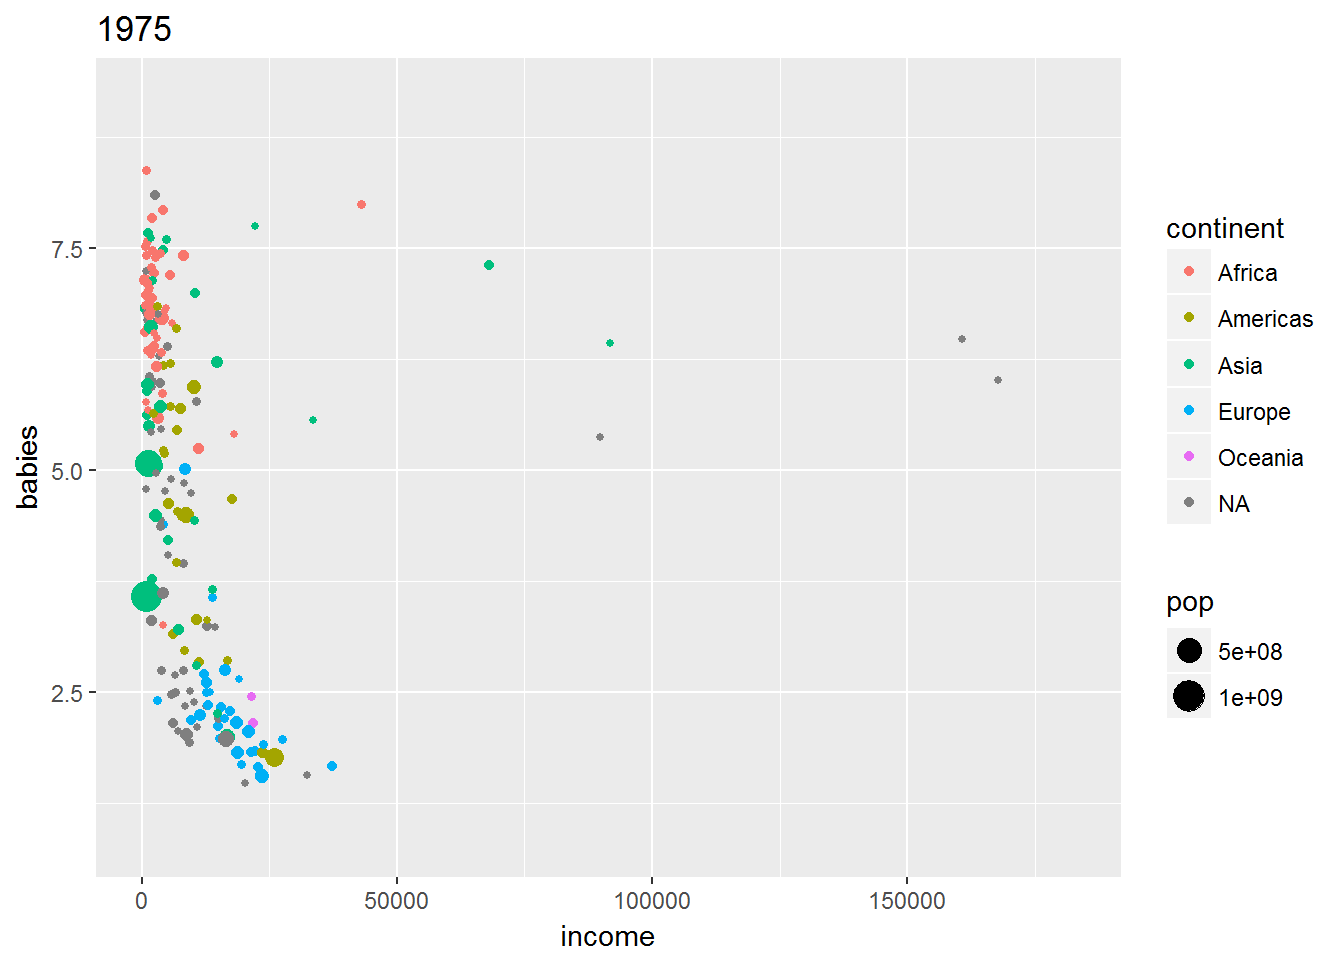 1975
babies
7.5
5.0
2.5
0
50000
100000
150000
income
continent
Africa
Americas
Asia
Europe
Oceania
NA
pop
5e+08
1e+09